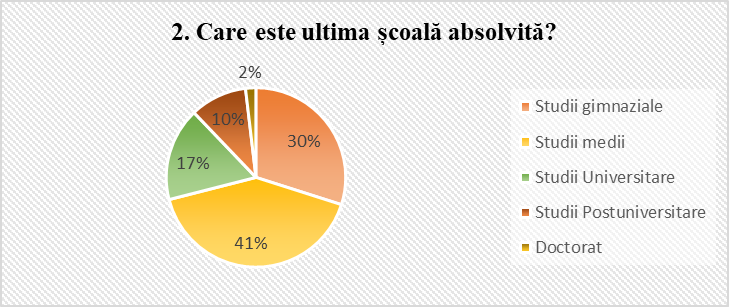 2. Care este ultima școală absolvită?
2%
10%
30%
17%
41%
Studii gimnaziale
Studii medii
Studii Universitare
Studii Postuniversitare
Doctorat